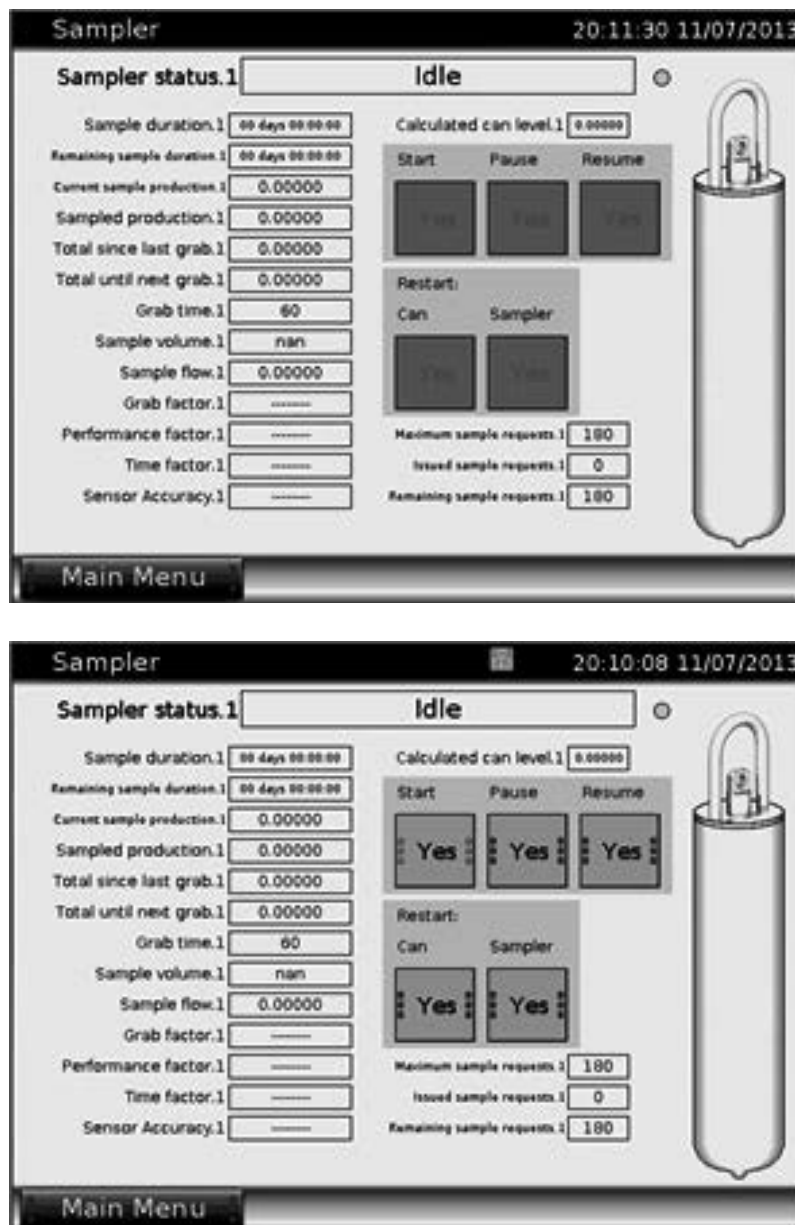 Sampler 20:11:30 11/07/2013
Sampler status.1 Idle
Sample duration.1 00 days 00:00:00 Calculated can level.1 0.00000
Remaining sample duration.1 00 days 00:00:00 Start Pause Resume
Current sample production.1 0.00000
Sampled production.1 0.00000 Yes Yes Yes
Total since last grab.1 0.00000
Total until next grab.1 0.00000 Restart:
Grab time.1 60 Can Sampler
Sample volume.1 nan
Sample flow.1 0.00000 Yes Yes
Grab factor.1 -------
Performance factor.1 ------- Maximum sample requests.1 180
Time factor.1 ------- Issued sample requests.1 0
Sensor Accuracy.1 ------- Remaining sample requests.1 180
Main Menu
Sampler 20:10:08 11/07/2013
Sampler status.1 Idle
Sample duration.1 00 days 00:00:00 Calculated can level.1 0.00000
Remaining sample duration.1 00 days 00:00:00 Start Pause Resume
Current sample production.1 0.00000
Sampled production.1 0.00000 Yes Yes Yes
Total since last grab.1 0.00000
Total until next grab.1 0.00000 Restart:
Grab time.1 60 Can Sampler
Sample volume.1 nan
Sample flow.1 0.00000 Yes Yes
Grab factor.1 -------
Performance factor.1 ------- Maximum sample requests.1 180
Time factor.1 ------- Issued sample requests.1 0
Sensor Accuracy.1 ------- Remaining sample requests.1 180
Main Menu